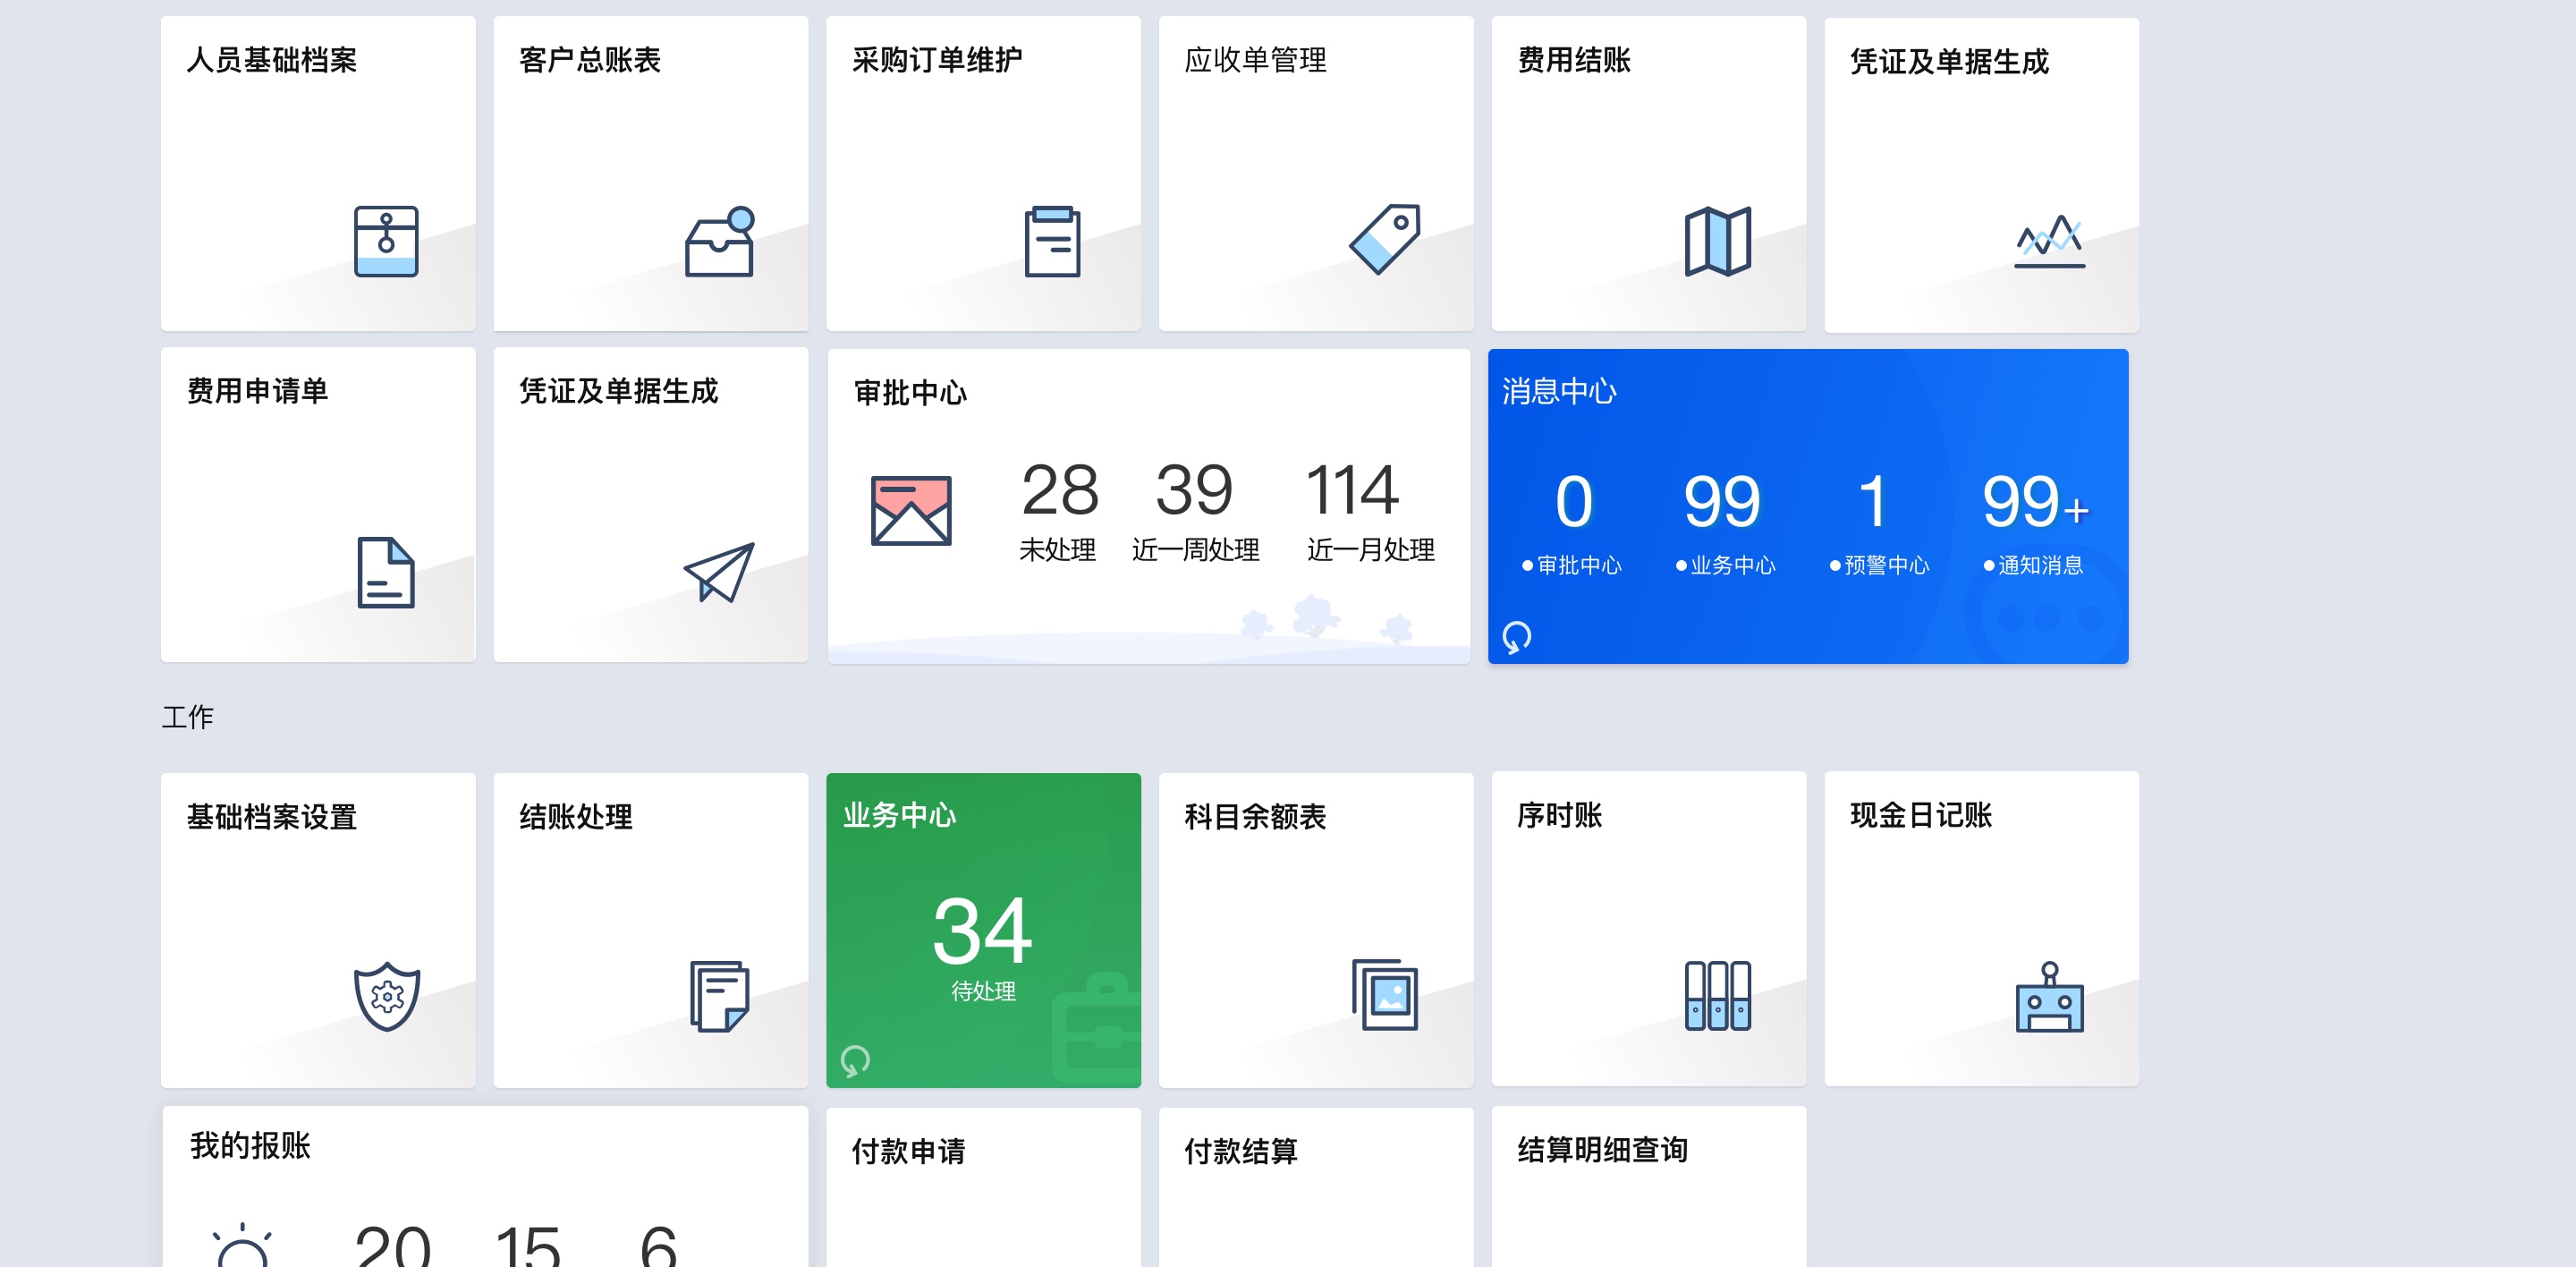 人员基础档案
客户总账表
采购订单维护
应收单管理
费用结账
凭证及单据生成
费用申请单
凭证及单据生成
审批中心
28 39 114
未处理 近一周处理 近一月处理
消息中心
0 99 1 99+
审批中心 业务中心 预警中心 通知消息
工作
基础档案设置
结账处理
业务中心
34
待处理
科目余额表
序时账
现金日记账
我的报账
20 15 6
付款申请
付款结算
结算明细查询